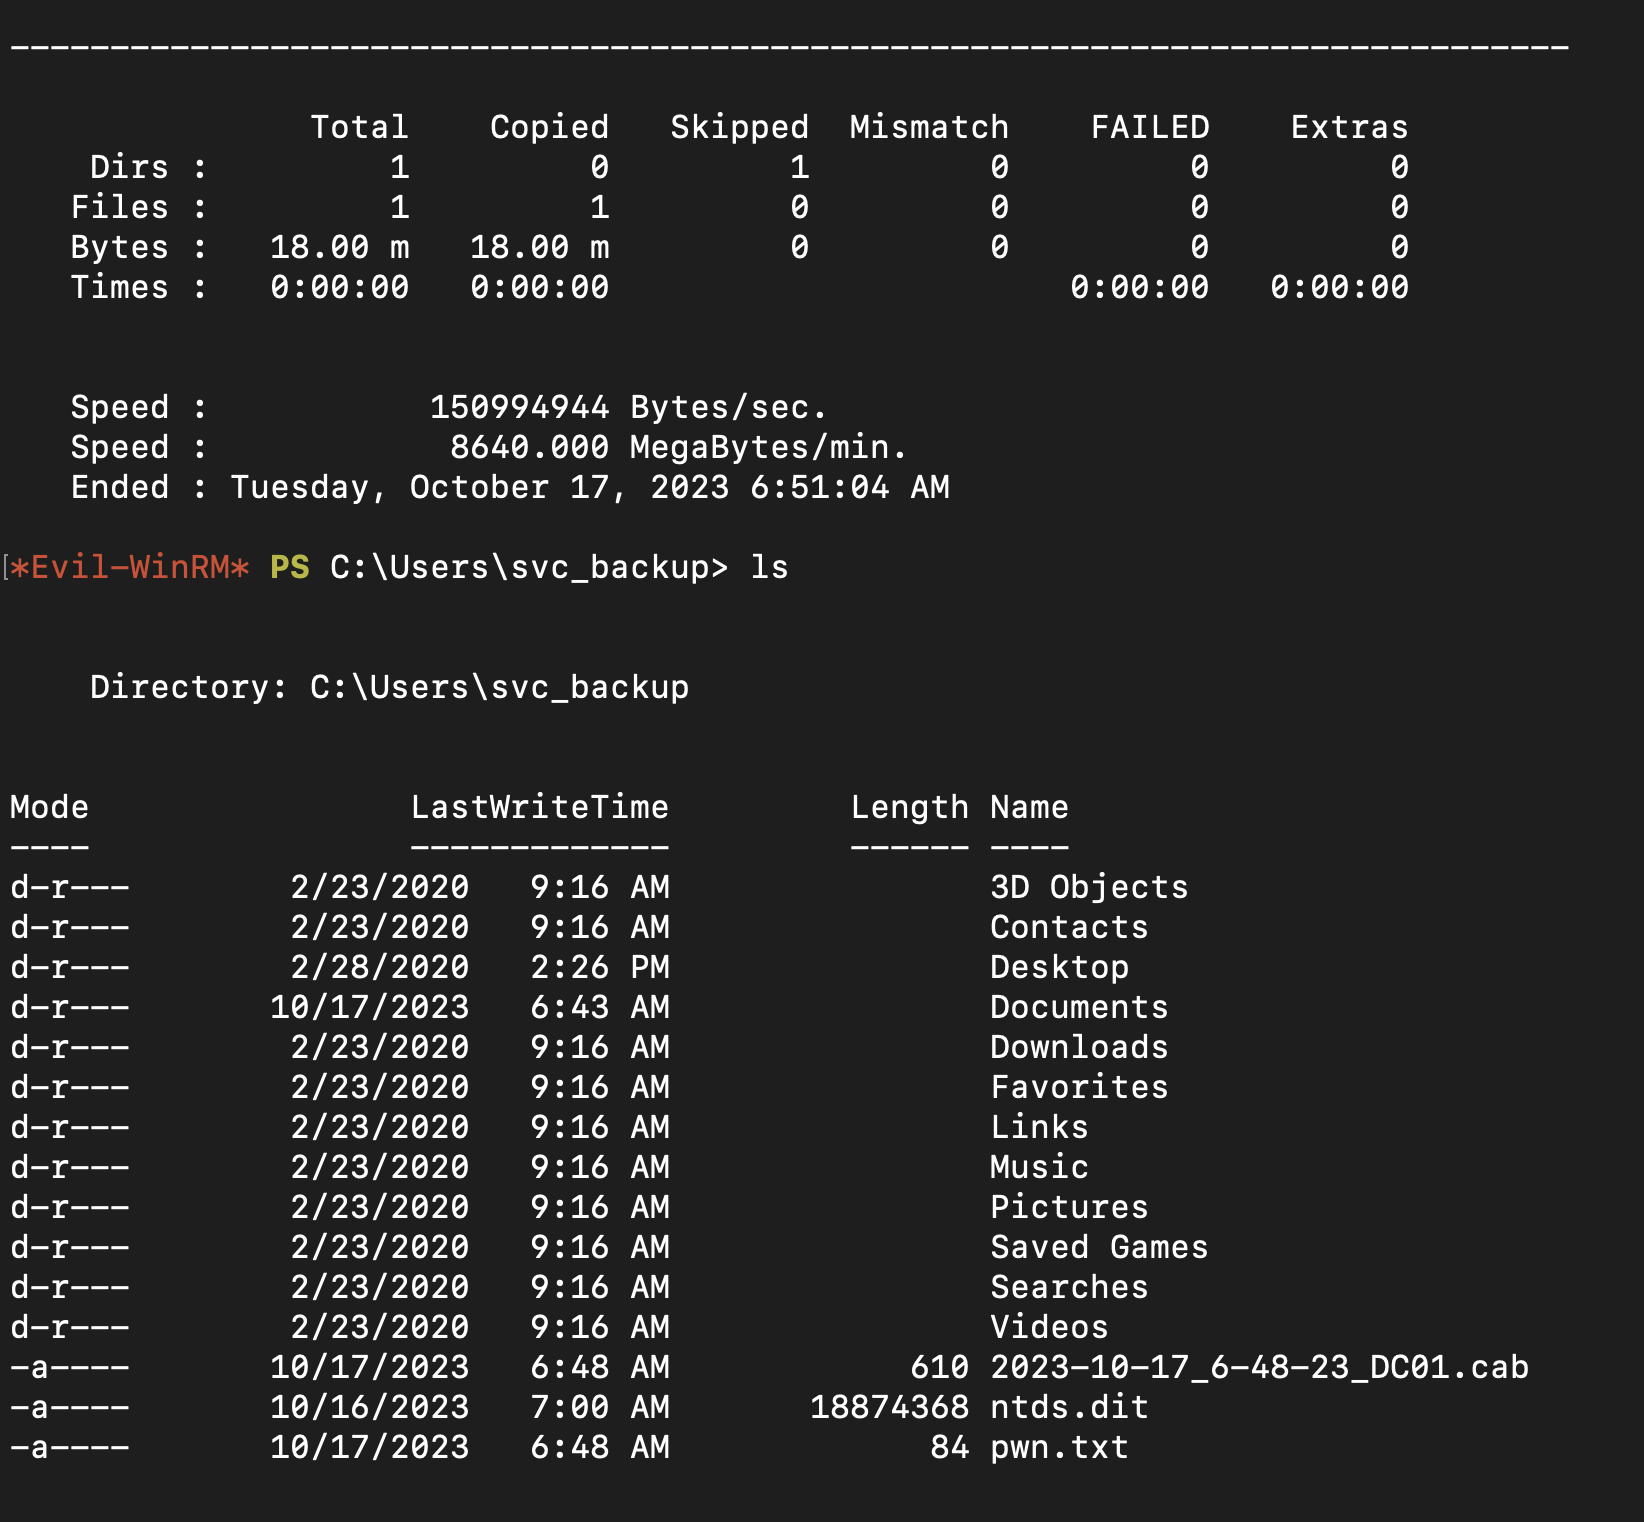 ------------------------------------------------------------------------------
Total Copied Skipped Mismatch FAILED Extras
Dirs : 1 0 1 0 0 0
Files : 1 1 0 0 0 0
Bytes : 18.00 m 18.00 m 0 0 0 0
Times : 0:00:00 0:00:00 0:00:00 0:00:00
Speed : 150994944 Bytes/sec.
Speed : 8640.000 MegaBytes/min.
Ended : Tuesday, October 17, 2023 6:51:04 AM
[*Evil-WinRM* PS C:\Users\svc_backup> ls
Directory: C:\Users\svc_backup
Mode LastWriteTime Length Name
---- ------------- ------ ----
d-r--- 2/23/2020 9:16 AM 3D Objects
d-r--- 2/23/2020 9:16 AM Contacts
d-r--- 2/28/2020 2:26 PM Desktop
d-r--- 10/17/2023 6:43 AM Documents
d-r--- 2/23/2020 9:16 AM Downloads
d-r--- 2/23/2020 9:16 AM Favorites
d-r--- 2/23/2020 9:16 AM Links
d-r--- 2/23/2020 9:16 AM Music
d-r--- 2/23/2020 9:16 AM Pictures
d-r--- 2/23/2020 9:16 AM Saved Games
d-r--- 2/23/2020 9:16 AM Searches
d-r--- 2/23/2020 9:16 AM Videos
-a---- 10/17/2023 6:48 AM 610 2023-10-17_6-48-23_DC01.cab
-a---- 10/16/2023 7:00 AM 18874368 ntds.dit
-a---- 10/17/2023 6:48 AM 84 pwn.txt